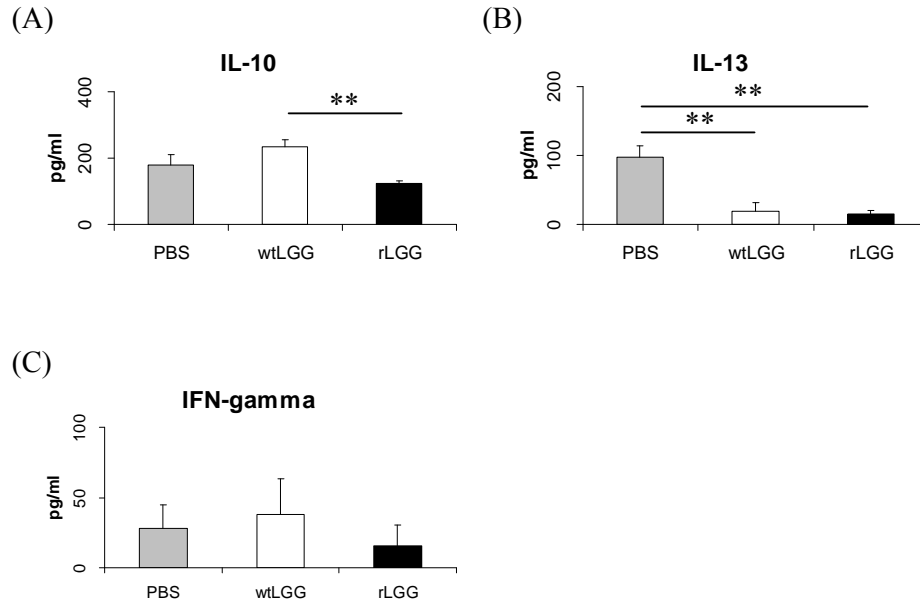 (A)
IL-10
400
200
0
pg/ml
**
PBS wtLGG rLGG
(B)
IL-13
200
100
0
pg/ml
**
**
PBS wtLGG rLGG
(C)
IFN-gamma
100
50
0
pg/ml
PBS wtLGG rLGG